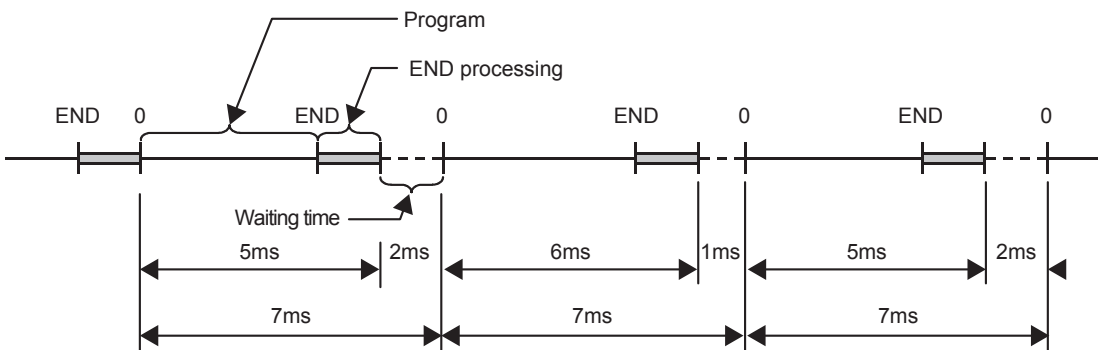 Program
END processing
END 0 END 0 END 0 END 0
Waiting time
5ms 2ms 6ms 1ms 5ms 2ms
7ms 7ms 7ms